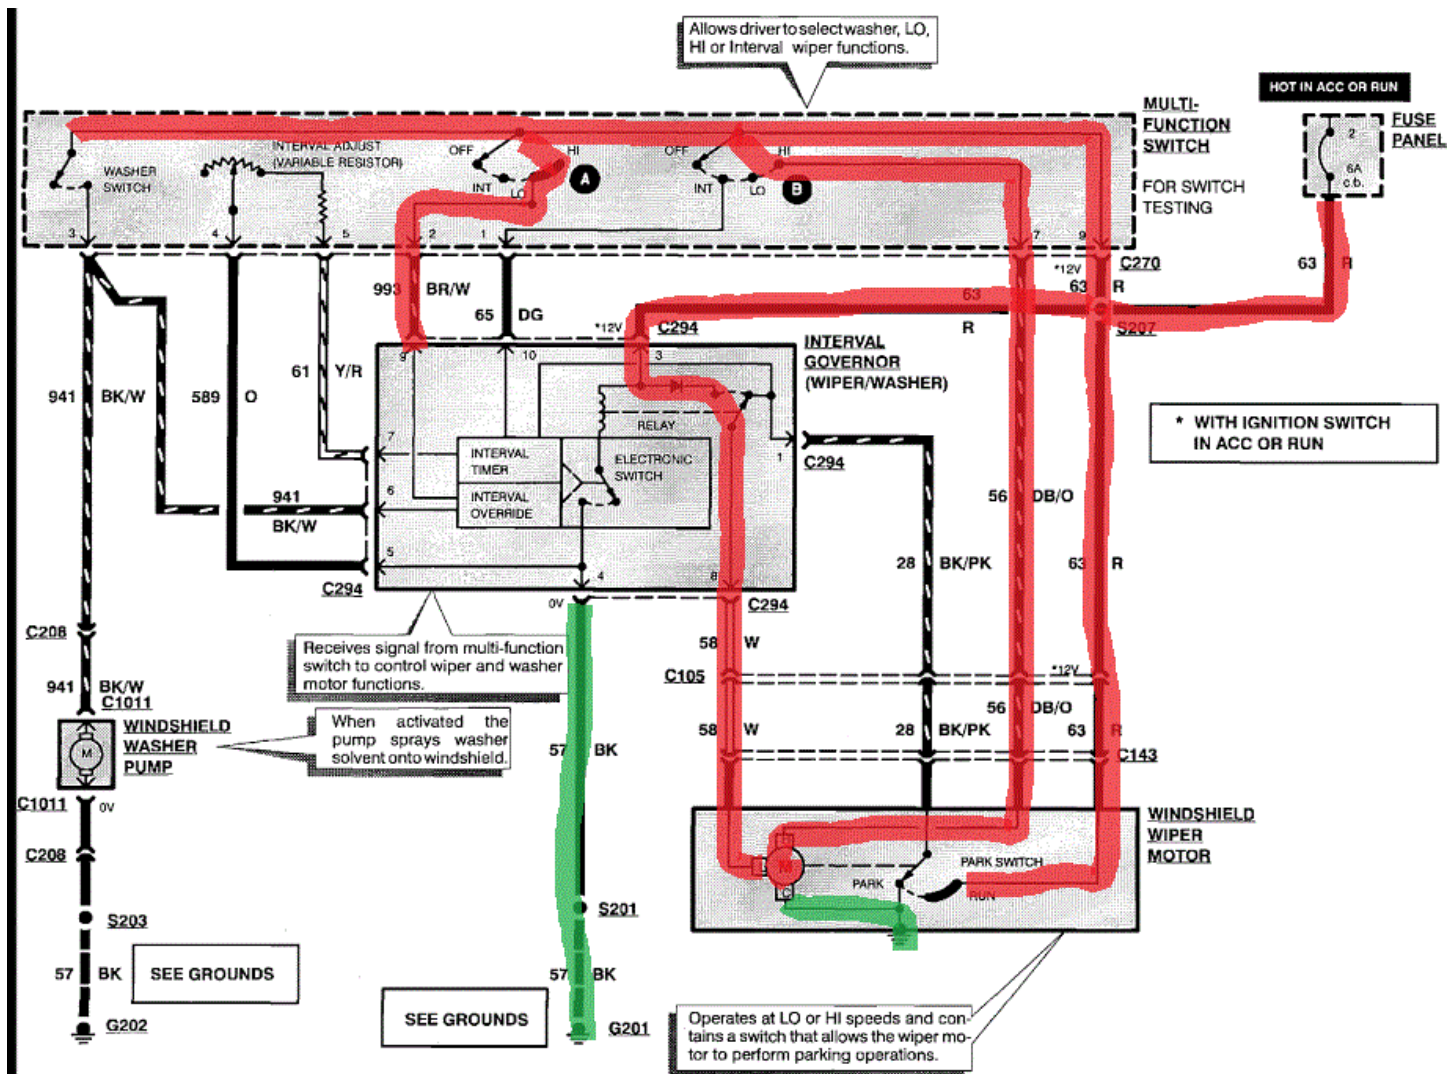 Allows driver to select washer, LO,
HI or Interval wiper functions.
HOT IN ACC OR RUN
MULTI-
FUNCTION
SWITCH
FOR SWITCH
TESTING
FUSE
PANEL
2
6A
c.b.
INTERVAL ADJUST
(VARIABLE RESISTOR)
WASHER
SWITCH
OFF
HI
INT
LO
A
OFF
HI
INT
LO
B
3
4
5
2
1
7
9
C270
*12V
63
R
63
R
993
BR/W
65
DG
*12V
C294
63
R
S207
9
10
3
INTERVAL
GOVERNOR
(WIPER/WASHER)
61
Y/R
941
BK/W
589
O
RELAY
* WITH IGNITION SWITCH
IN ACC OR RUN
7
INTERVAL
TIMER
ELECTRONIC
SWITCH
1
C294
6
INTERVAL
OVERRIDE
941
BK/W
56
DB/O
5
4
8
C294
0V
C294
28
BK/PK
63
R
C208
Receives signal from multi-function
switch to control wiper and washer
motor functions.
58
W
C105
*12V
941
BK/W
C1011
56
DB/O
58
W
28
BK/PK
63
R
C143
WINDSHIELD
WASHER
PUMP
M
When activated the
pump sprays washer
solvent onto windshield.
57
BK
C1011
0V
WINDSHIELD
WIPER
MOTOR
C208
H
L
M
C
PARK SWITCH
PARK
RUN
S203
S201
57
BK
SEE GROUNDS
57
BK
G202
SEE GROUNDS
G201
Operates at LO or HI speeds and con-
tains a switch that allows the wiper mo-
tor to perform parking operations.